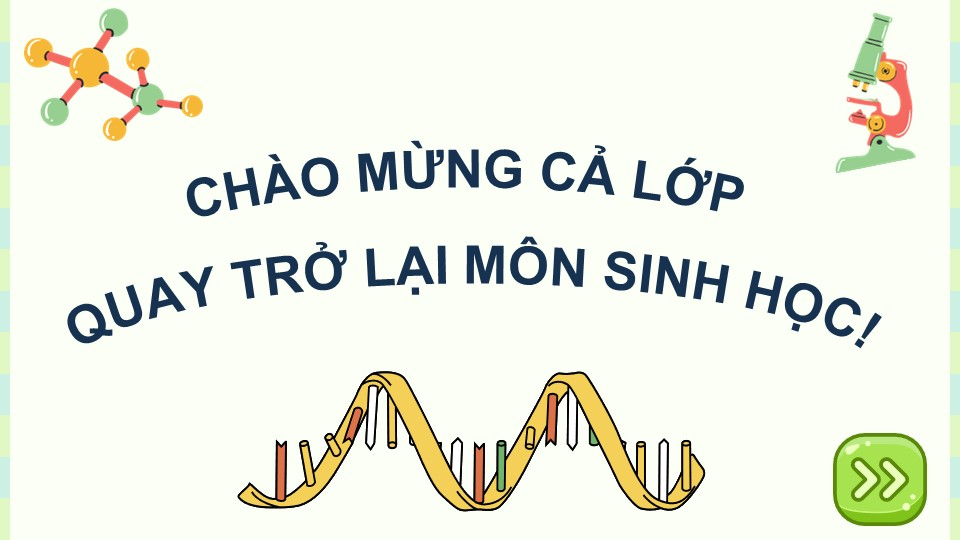 CHÀO MỪNG CẢ LỚP
QUAY TRỞ LẠI MÔN SINH HỌC!